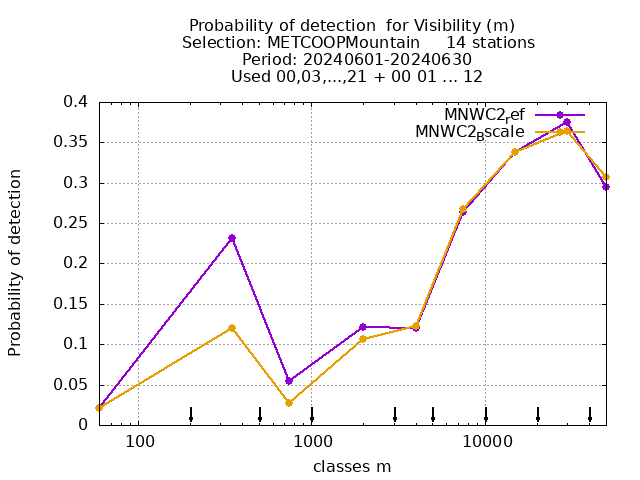 Probability of detection  for Visibility (m)
Selection: METCOOPMountain     14 stations
Period: 20240601-20240630
Used 00,03,...,21 + 00 01 ... 12
MNWC2ref
MNWC2Bscale
0.4
0.35
0.3
0.25
0.2
0.15
0.1
0.05
0
Probability of detection
100 1000 10000
classes m